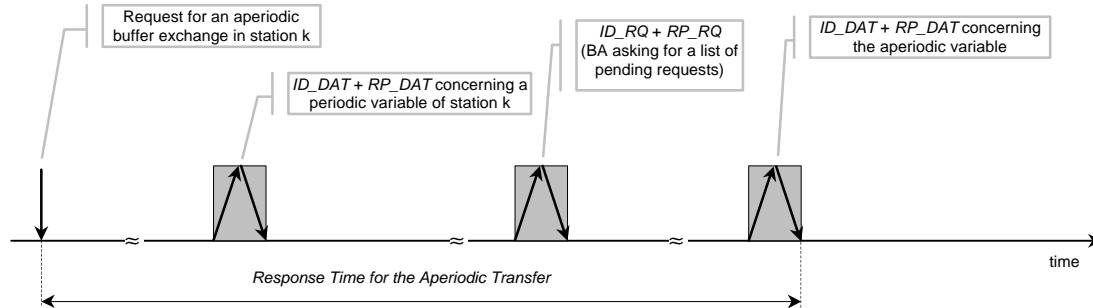 Request for an aperiodic
buffer exchange in station k
ID_DAT + RP_DAT concerning a
periodic variable of station k
ID_RQ + RP_RQ
(BA asking for a list of
pending requests)
ID_DAT + RP_DAT concerning
the aperiodic variable
≈ ≈ ≈
time
Response Time for the Aperiodic Transfer